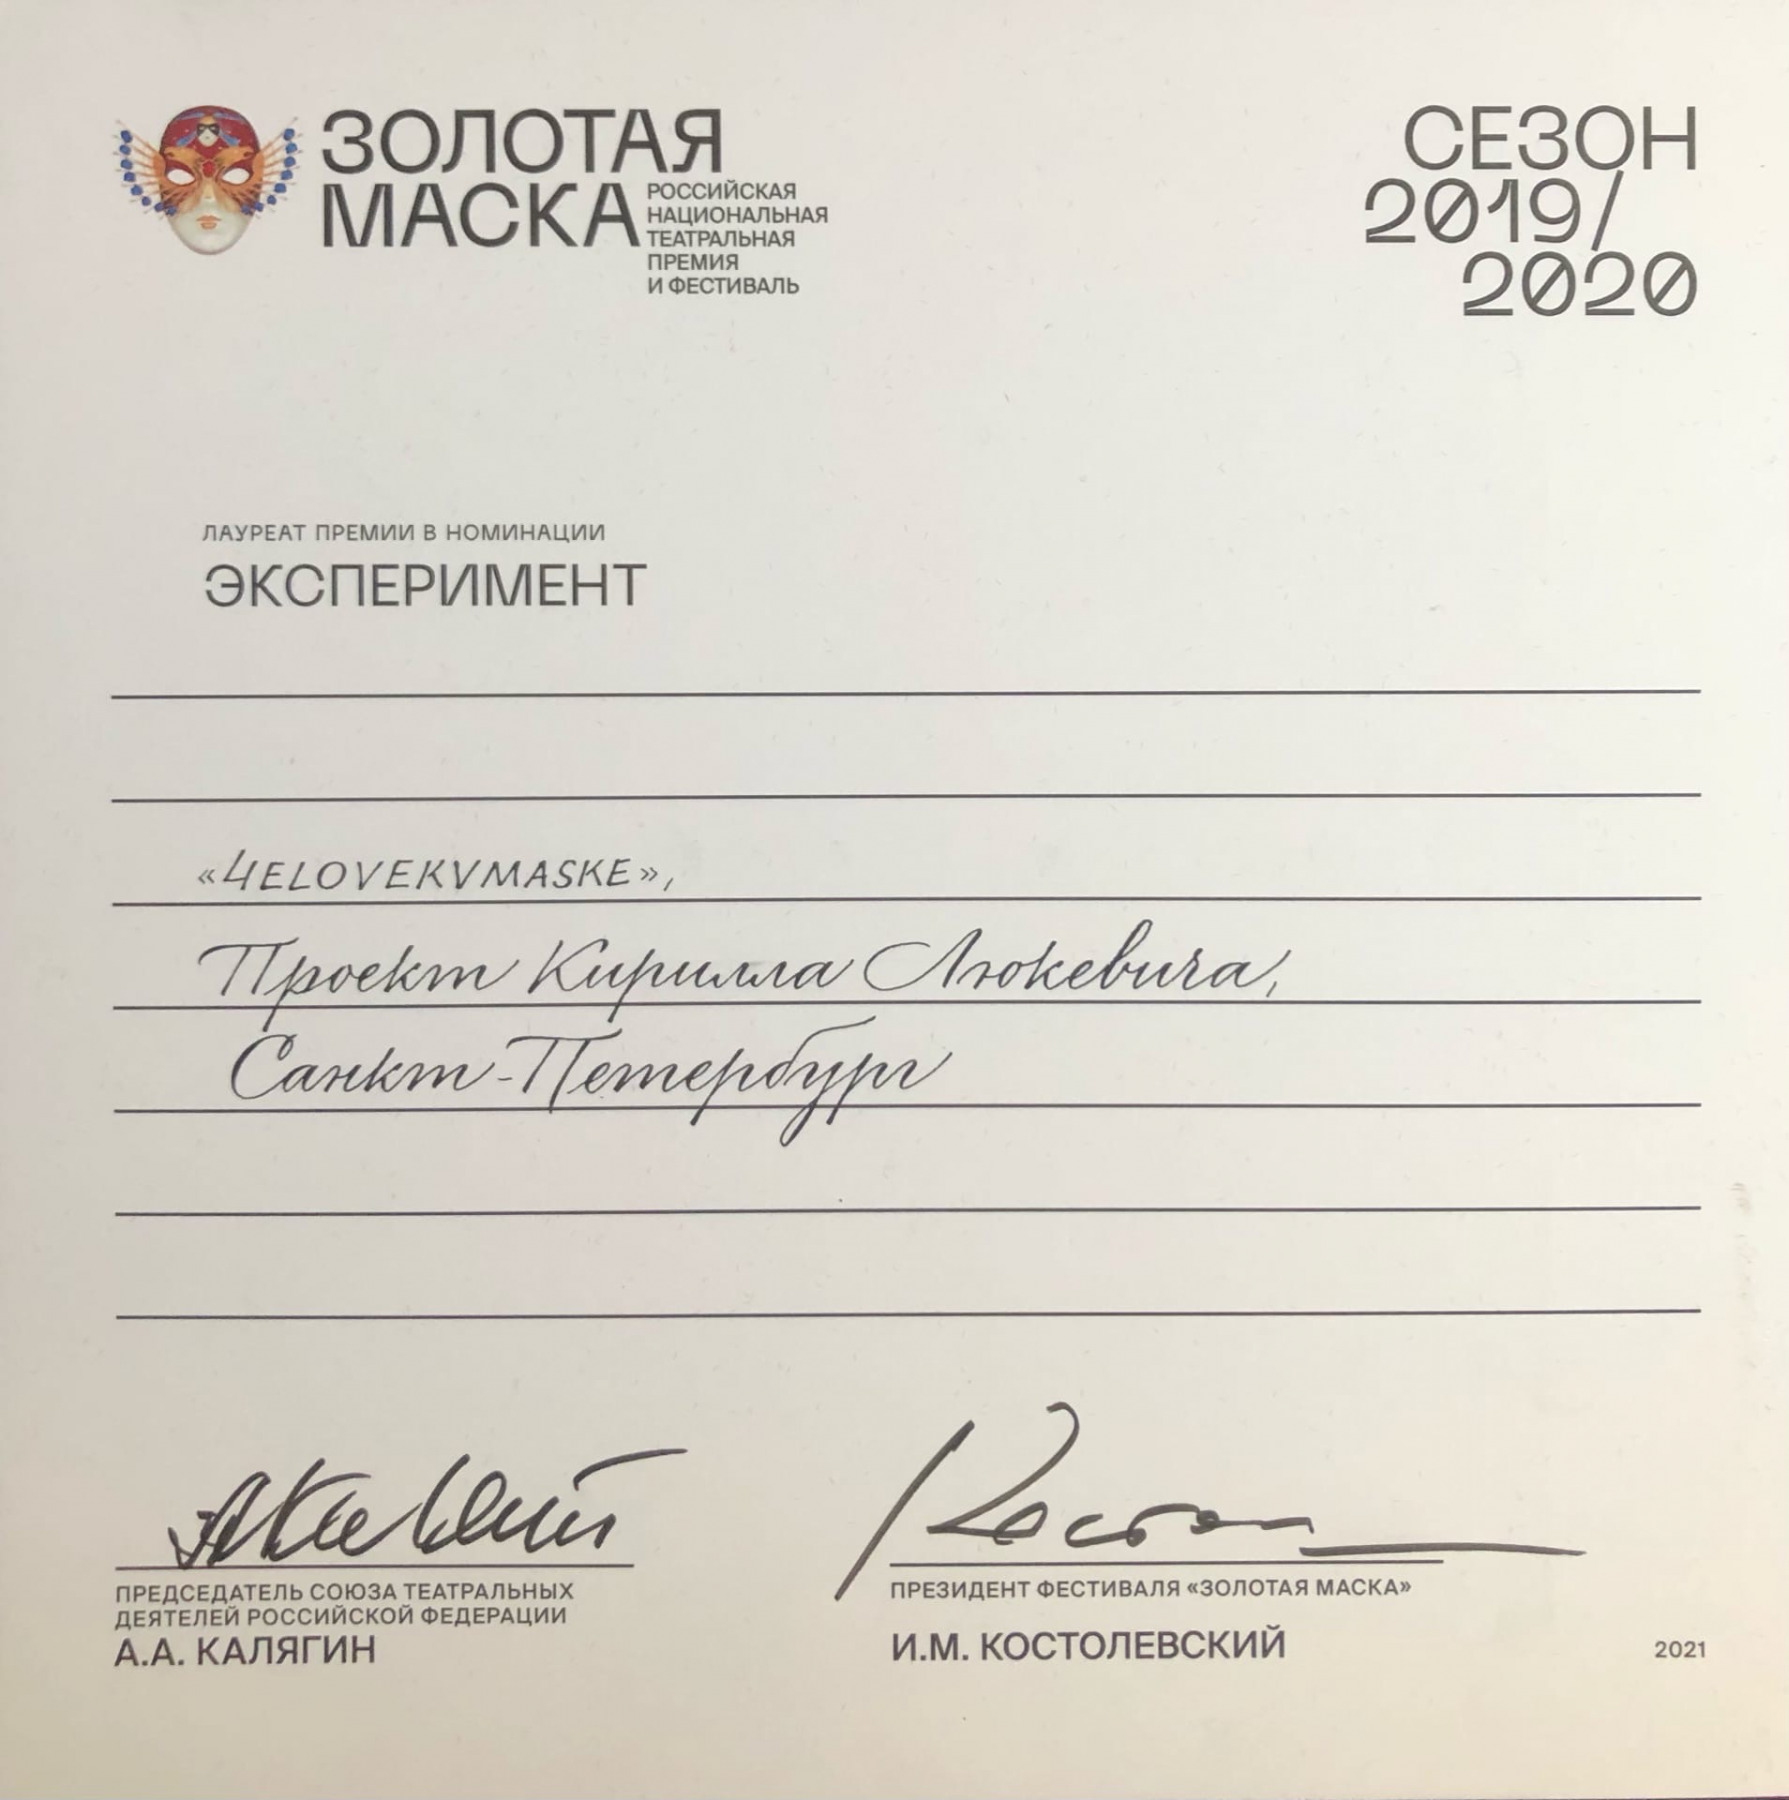 ЗОЛОТАЯ
МАСКА
РОССИЙСКАЯ
НАЦИОНАЛЬНАЯ
ТЕАТРАЛЬНАЯ
ПРЕМИЯ
И ФЕСТИВАЛЬ
СЕЗОН
2019/
2020
ЛАУРЕАТ ПРЕМИИ В НОМИНАЦИИ
ЭКСПЕРИМЕНТ
«4ELOVEKVMASKE»,
Проект Кирилла Люкевича,
Санкт-Петербург
ПРЕДСЕДАТЕЛЬ СОЮЗА ТЕАТРАЛЬНЫХ
ДЕЯТЕЛЕЙ РОССИЙСКОЙ ФЕДЕРАЦИИ
А.А. КАЛЯГИН
ПРЕЗИДЕНТ ФЕСТИВАЛЯ «ЗОЛОТАЯ МАСКА»
И.М. КОСТОЛЕВСКИЙ
2021